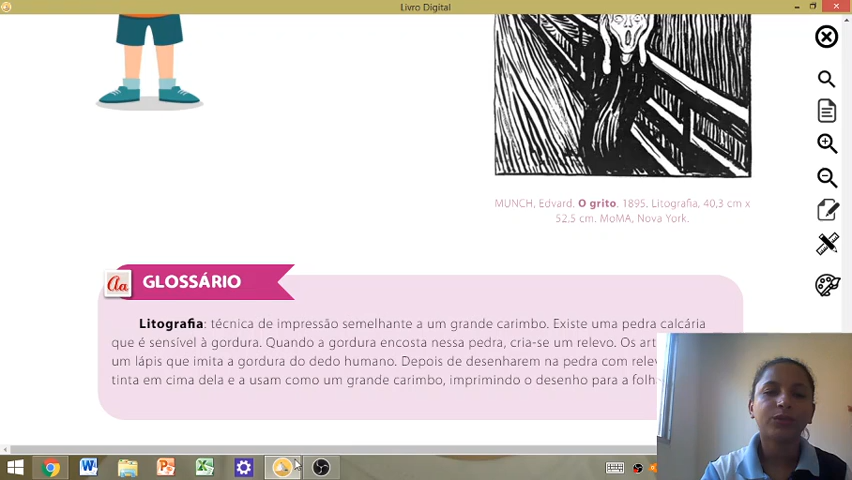 Livro Digital
MUNCH, Edvard. O grito, 1895. Litografia, 40,3 cm x
52,5 cm. MoMA, Nova York.
Aa GLOSSÁRIO
Litografia: técnica de impressão semelhante a um grande carimbo. Existe uma pedra calcária
que é sensível à gordura. Quando a gordura encosta nessa pedra, cria-se um relevo. Os
um lápis que imita a gordura do dedo humano. Depois de desenharem na pedra com
tinta em cima dela e a usam como um grande carimbo, imprimindo o desenho para a